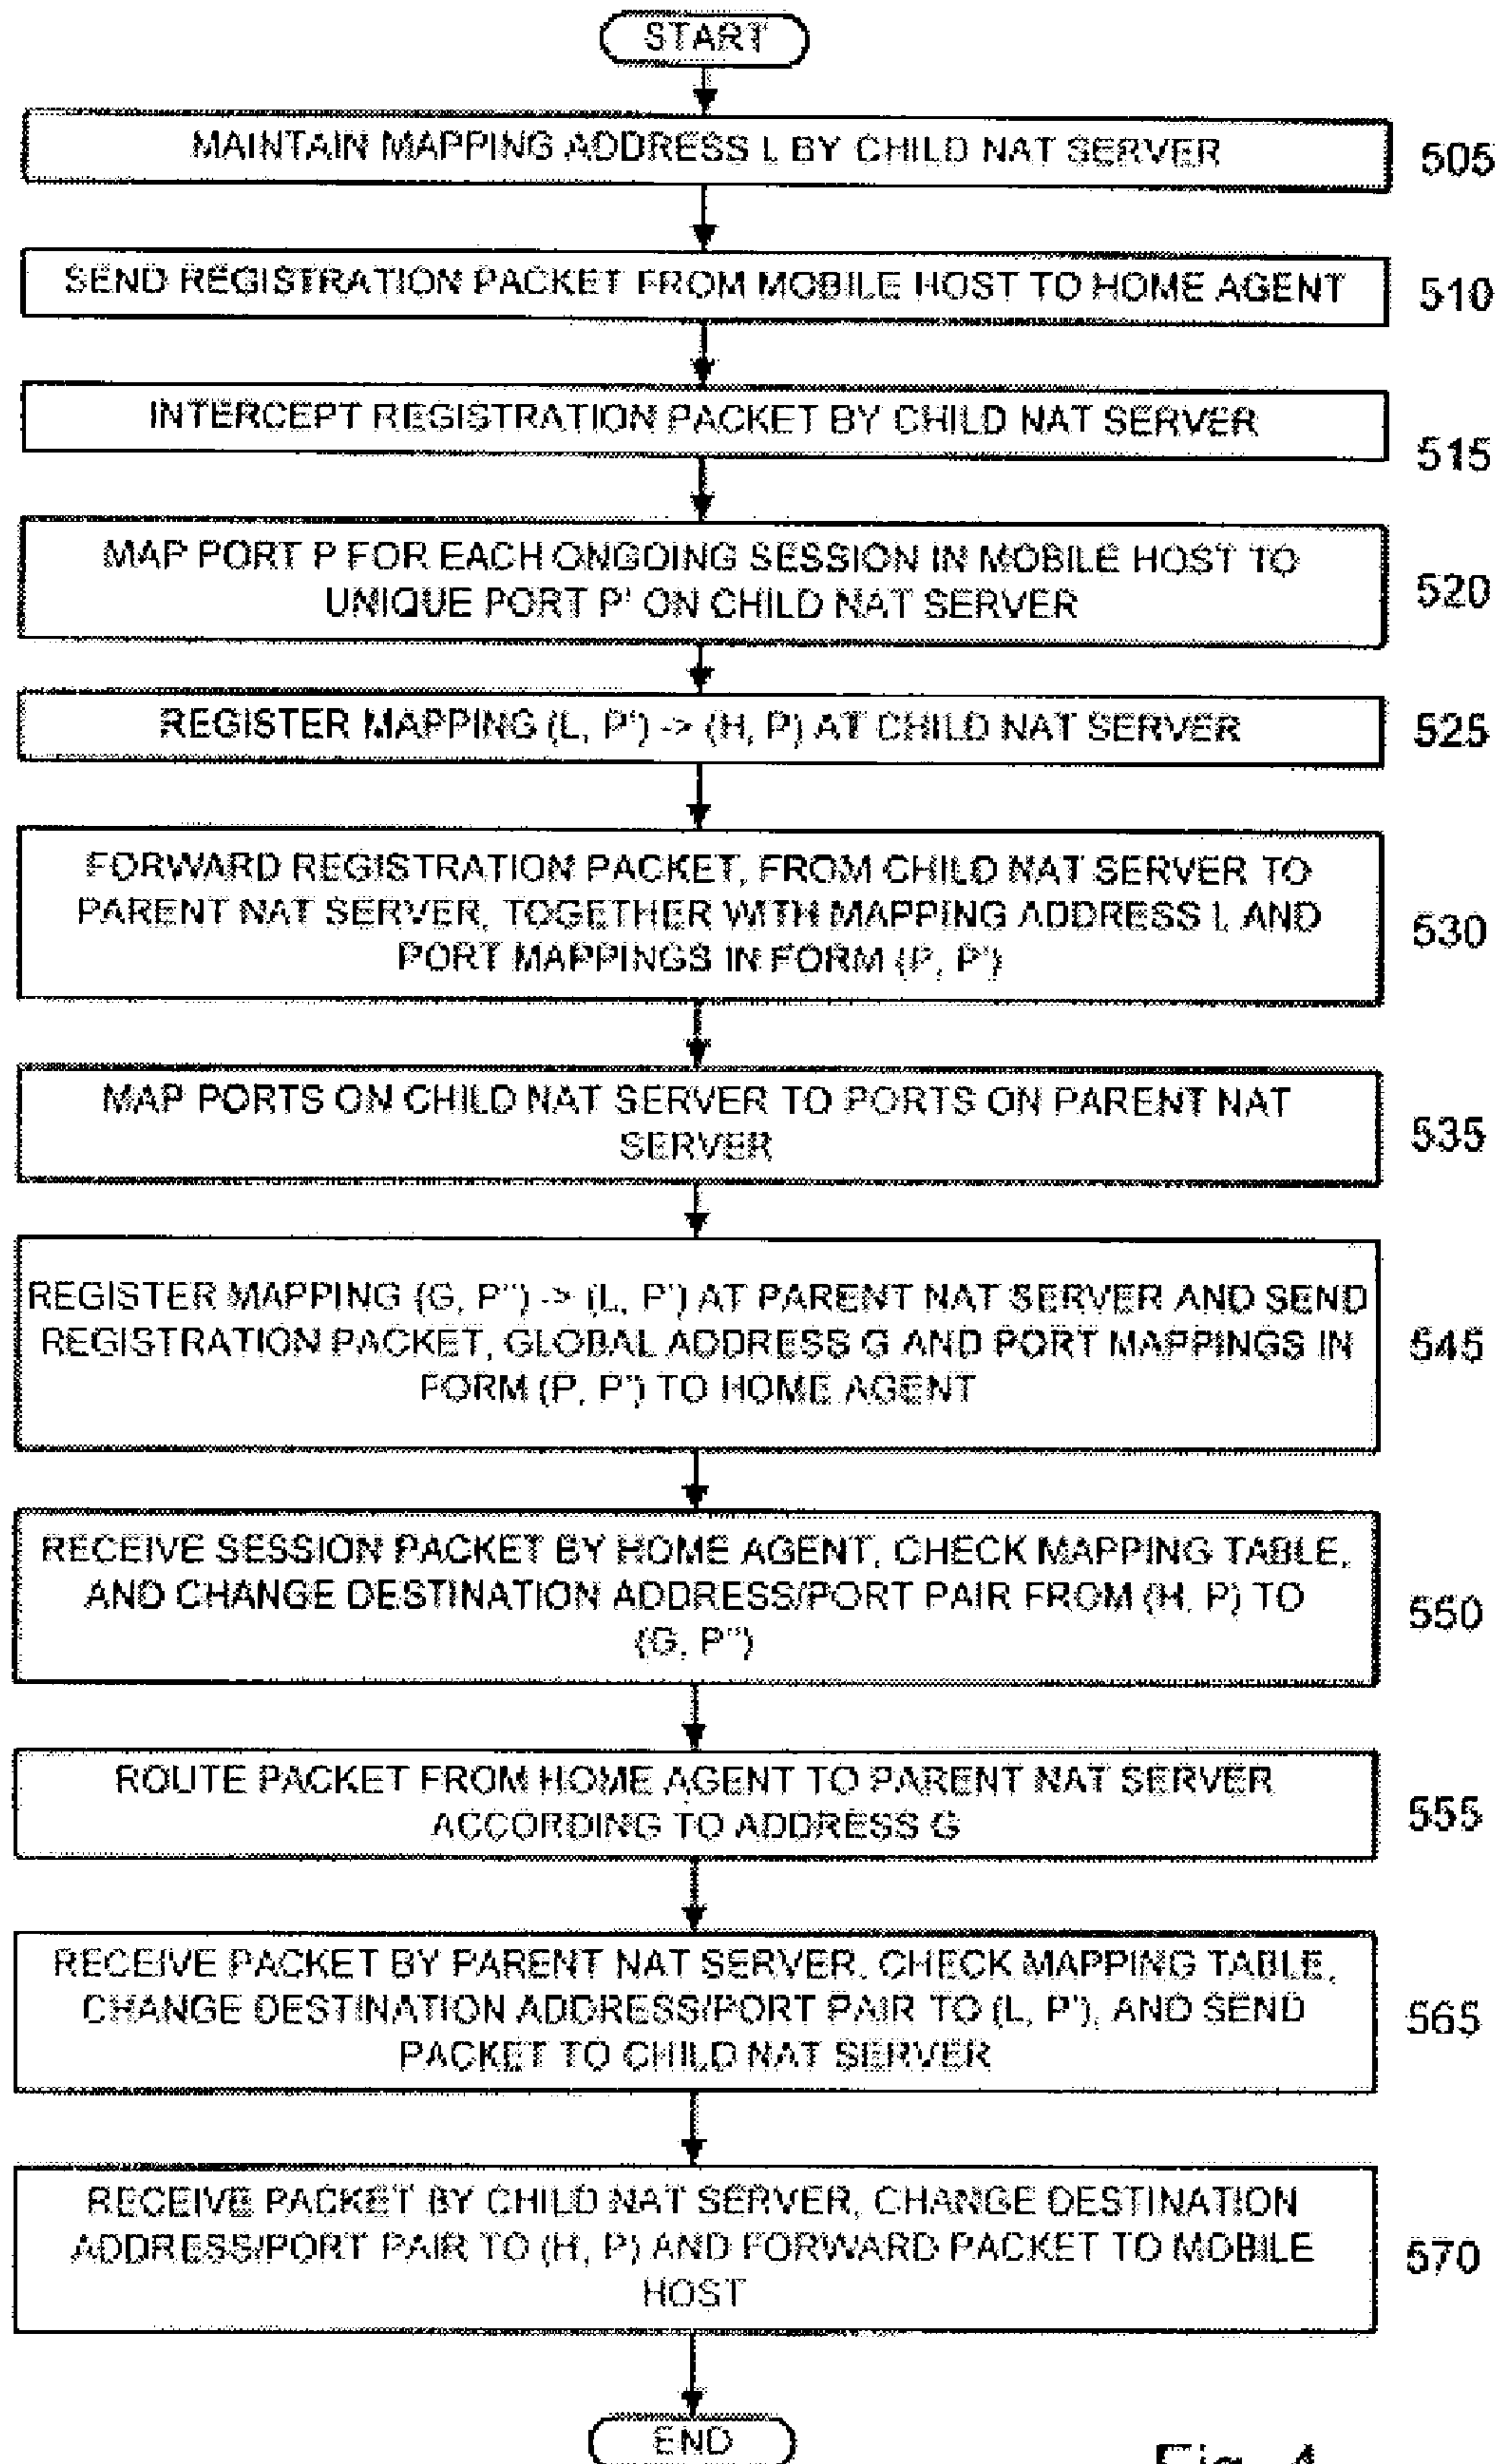 START
MAINTAIN MAPPING ADDRESS L BY CHILD NAT SERVER
505
SEND REGISTRATION PACKET FROM MOBILE HOST TO HOME AGENT
510
INTERCEPT REGISTRATION PACKET BY CHILD NAT SERVER
515
MAP PORT P FOR EACH ONGOING SESSION IN MOBILE HOST TO
UNIQUE PORT P' ON CHILD NAT SERVER
520
REGISTER MAPPING (L, P') -> (H, P) AT CHILD NAT SERVER
525
FORWARD REGISTRATION PACKET, FROM CHILD NAT SERVER TO
PARENT NAT SERVER, TOGETHER WITH MAPPING ADDRESS L AND
PORT MAPPINGS IN FORM (P, P')
530
MAP PORTS ON CHILD NAT SERVER TO PORTS ON PARENT NAT
SERVER
535
REGISTER MAPPING (G, P'') -> (L, P') AT PARENT NAT SERVER AND SEND
REGISTRATION PACKET, GLOBAL ADDRESS G AND PORT MAPPINGS IN
FORM (P, P'') TO HOME AGENT
545
RECEIVE SESSION PACKET BY HOME AGENT, CHECK MAPPING TABLE,
AND CHANGE DESTINATION ADDRESS/PORT PAIR FROM (H, P) TO
(G, P'')
550
ROUTE PACKET FROM HOME AGENT TO PARENT NAT SERVER
ACCORDING TO ADDRESS G
555
RECEIVE PACKET BY PARENT NAT SERVER, CHECK MAPPING TABLE,
CHANGE DESTINATION ADDRESS/PORT PAIR TO (L, P'), AND SEND
PACKET TO CHILD NAT SERVER
565
RECEIVE PACKET BY CHILD NAT SERVER, CHANGE DESTINATION
ADDRESS/PORT PAIR TO (H, P) AND FORWARD PACKET TO MOBILE
HOST
570
END
Fig. 4